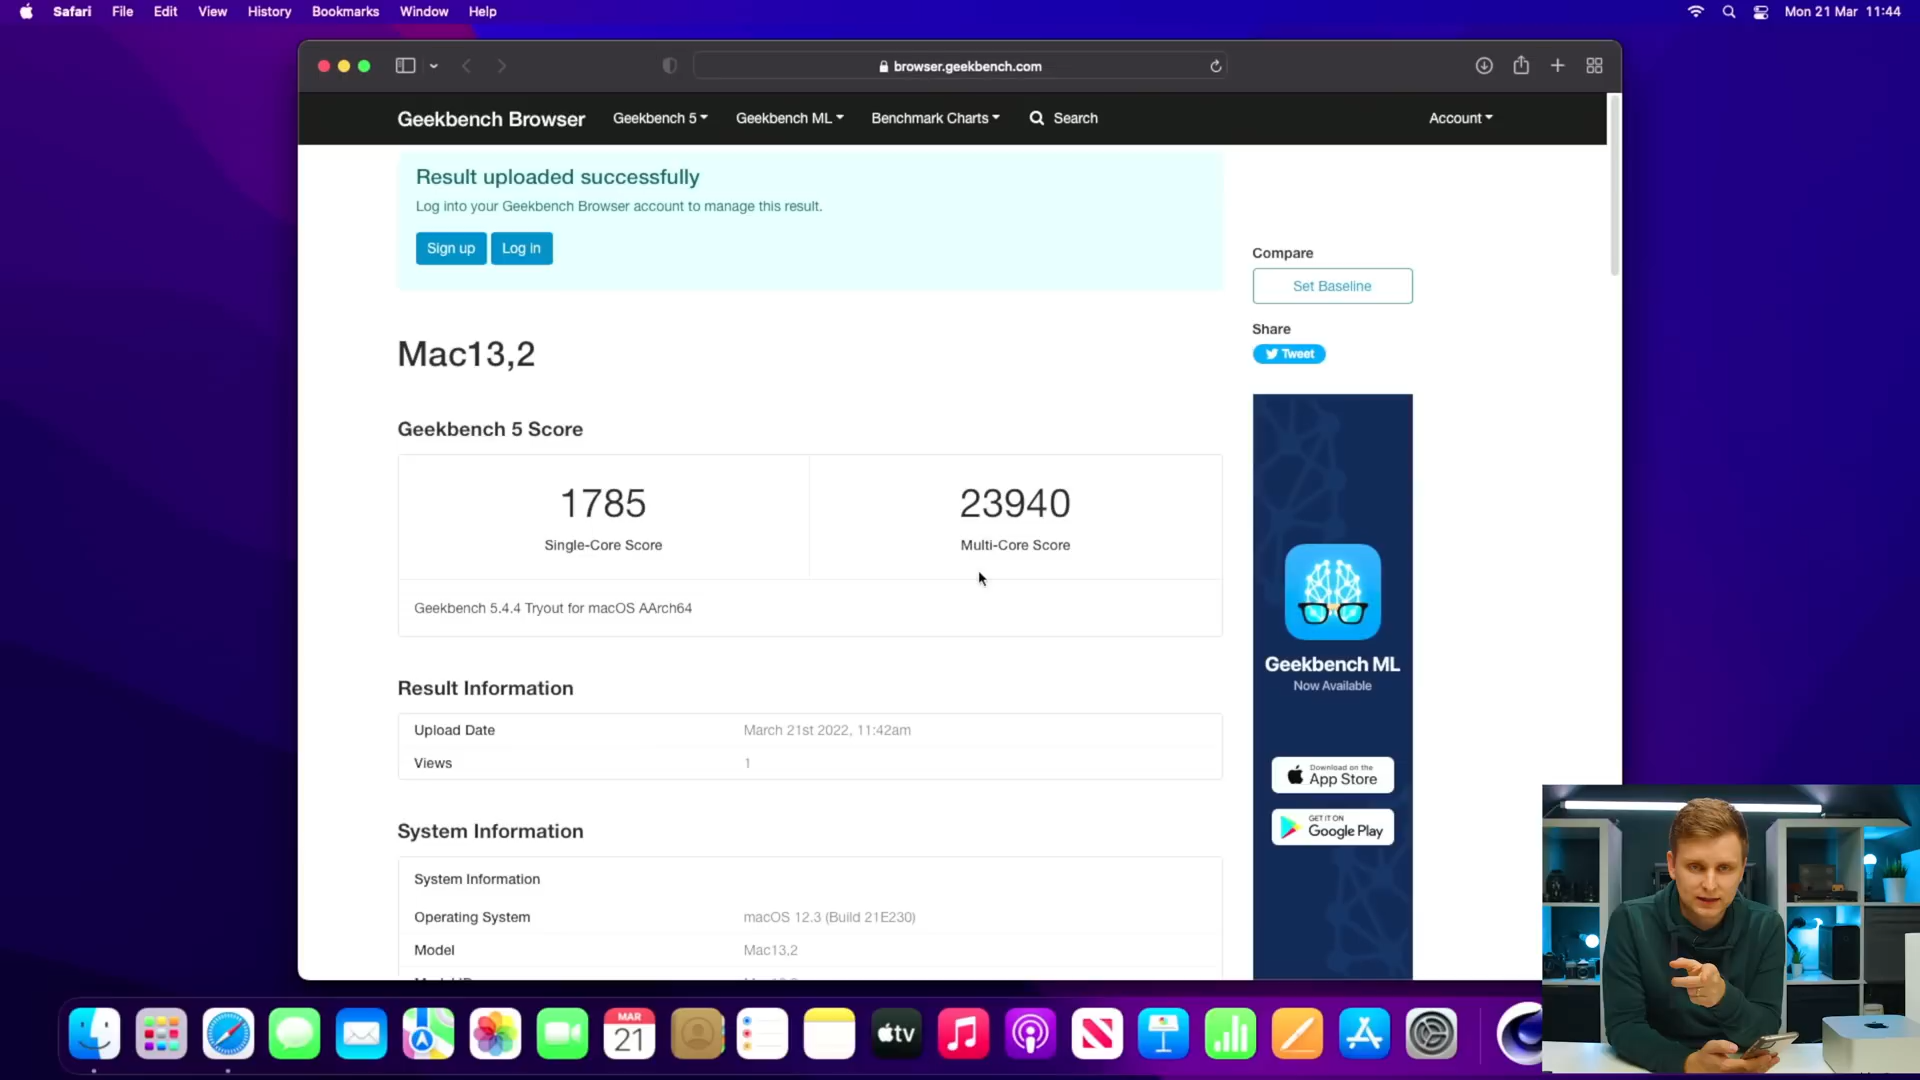 Safari File Edit View History Bookmarks Window Help
Mon 21 Mar 11:44
browser.geekbench.com
Geekbench Browser Geekbench 5 Geekbench ML Benchmark Charts Search Account
Result uploaded successfully
Log into your Geekbench Browser account to manage this result.
Sign up Log in
Compare
Set Baseline
Share
Tweet
Mac13,2
Geekbench 5 Score
1785
Single-Core Score
23940
Multi-Core Score
Geekbench 5.4.4 Tryout for macOS AArch64
Geekbench ML
Now Available
Download on the
App Store
GET IT ON
Google Play
Result Information
Upload Date March 21st 2022, 11:42am
Views 1
System Information
System Information
Operating System macOS 12.3 (Build 21E230)
Model Mac13,2
MAR
21
tv